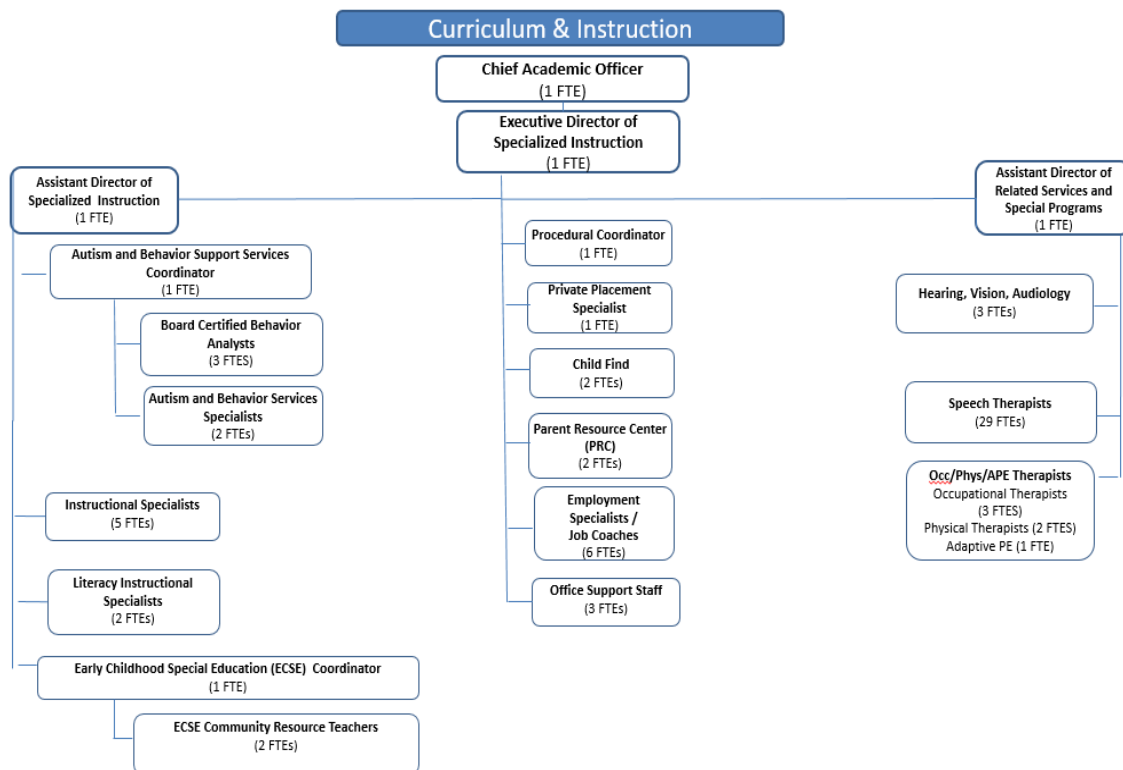 Curriculum & Instruction
Chief Academic Officer
(1 FTE)
Executive Director of
Specialized Instruction
(1 FTE)
Assistant Director of
Specialized Instruction
(1 FTE)
Autism and Behavior Support Services
Coordinator
(1 FTE)
Board Certified Behavior
Analysts
(3 FTES)
Autism and Behavior Services
Specialists
(2 FTEs)
Instructional Specialists
(5 FTEs)
Literacy Instructional
Specialists
(2 FTEs)
Early Childhood Special Education (ECSE) Coordinator
(1 FTE)
ECSE Community Resource Teachers
(2 FTEs)
Procedural Coordinator
(1 FTE)
Private Placement
Specialist
(1 FTE)
Child Find
(2 FTEs)
Parent Resource Center
(PRC)
(2 FTEs)
Employment
Specialists /
Job Coaches
(6 FTEs)
Office Support Staff
(3 FTEs)
Assistant Director of
Related Services and
Special Programs
(1 FTE)
Hearing, Vision, Audiology
(3 FTEs)
Speech Therapists
(29 FTEs)
Occ/Phys/APE Therapists
Occupational Therapists
(3 FTES)
Physical Therapists (2 FTES)
Adaptive PE (1 FTE)